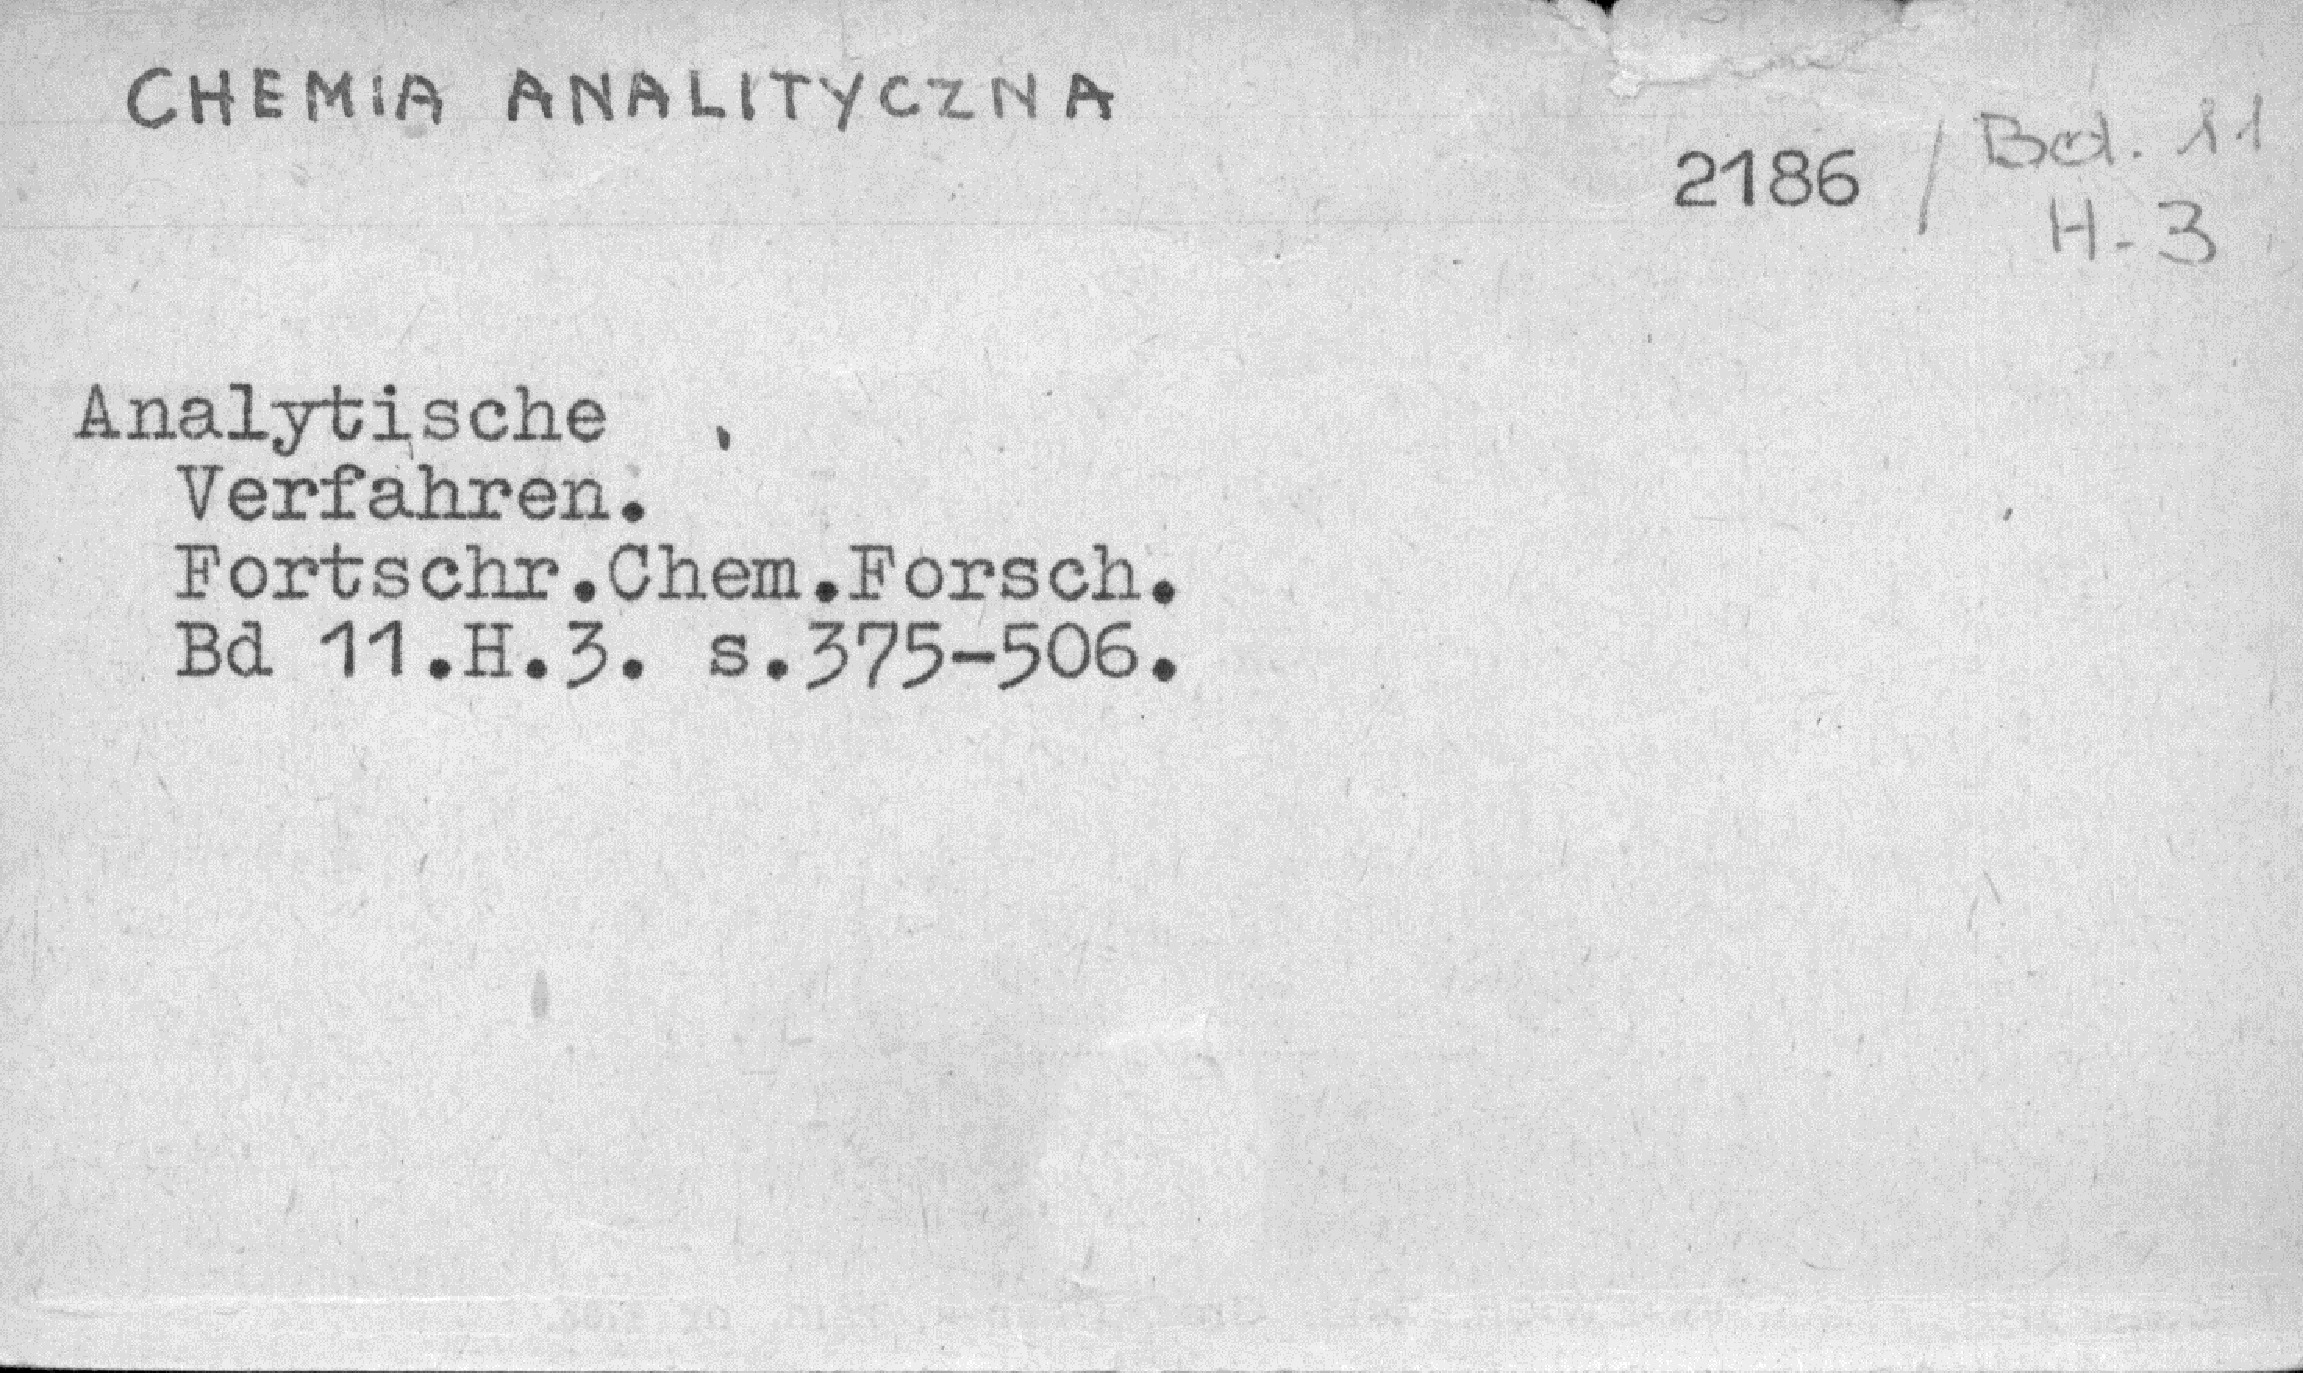 CHEMIA ANALITYCZNA
2186 / Bd. 11
H-3
Analytische
Verfahren.
Fortschr.Chem.Forsch.
Bd 11.H.3. s.375-506.